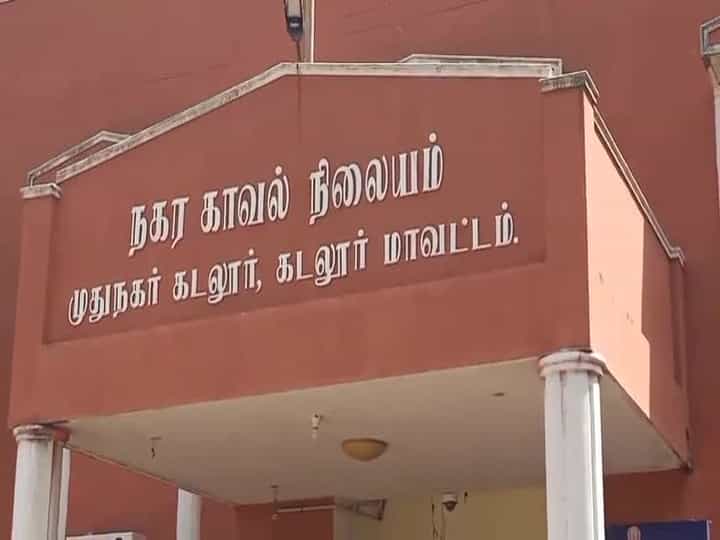 நகர காவல் நிலையம்
முதுநகர் கடலூர், கடலூர் மாவட்டம்.